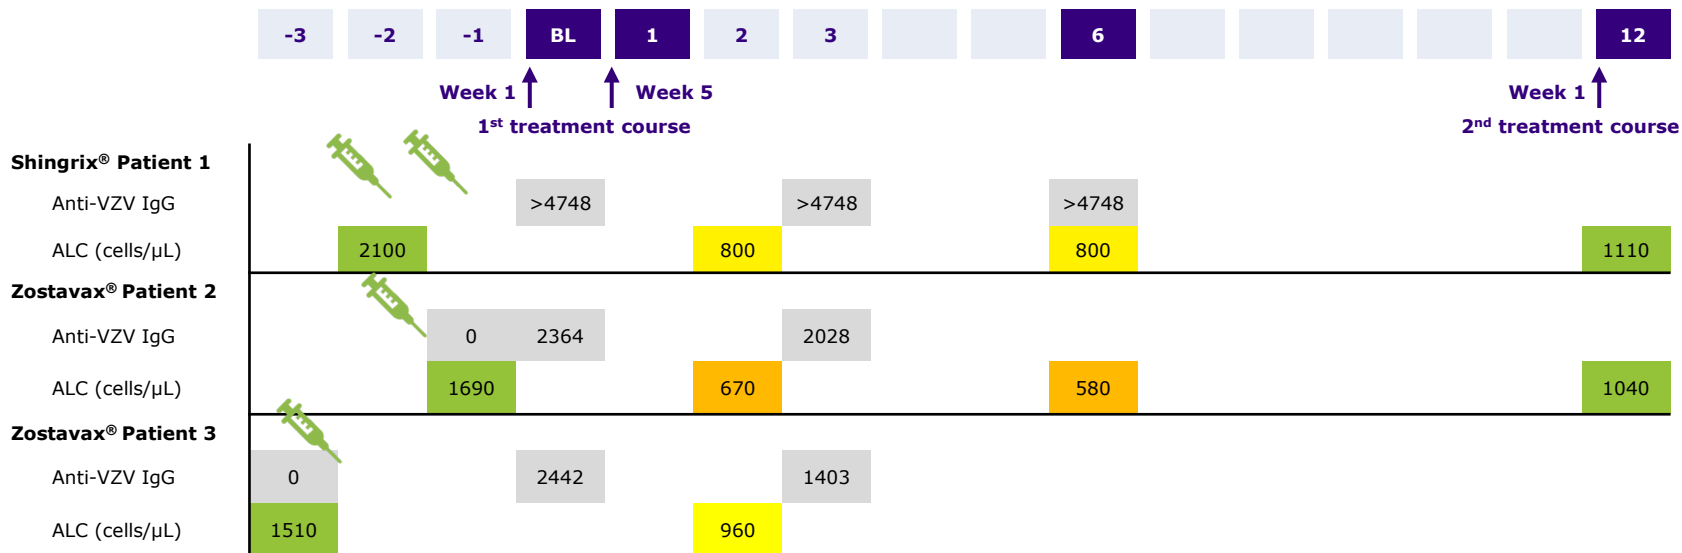 -3 -2 -1 BL 1 2 3 6 12
Week 1 Week 5 Week 1
1st treatment course 2nd treatment course
Shingrix® Patient 1
Anti-VZV IgG >4748 >4748 >4748
ALC (cells/µL) 2100 800 800 1110
Zostavax® Patient 2
Anti-VZV IgG 0 2364 2028
ALC (cells/µL) 1690 670 580 1040
Zostavax® Patient 3
Anti-VZV IgG 0 2442 1403
ALC (cells/µL) 1510 960